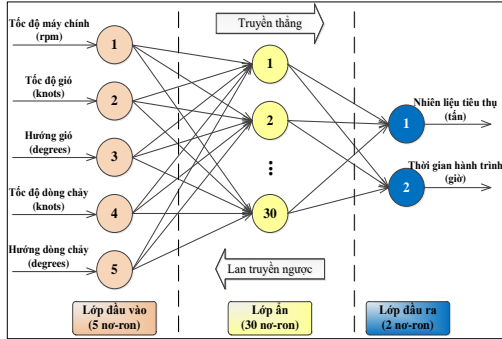 Tốc độ máy chính
(rpm)
1
Tốc độ gió
(knots)
2
Hướng gió
(degrees)
3
Tốc độ dòng chảy
(knots)
4
Hướng dòng chảy
(degrees)
5
Truyền thẳng
1
2
...
30
Lan truyền ngược
1
Nhiên liệu tiêu thụ
(tấn)
2
Thời gian hành trình
(giờ)
Lớp đầu vào
(5 nơ-ron)
Lớp ẩn
(30 nơ-ron)
Lớp đầu ra
(2 nơ-ron)